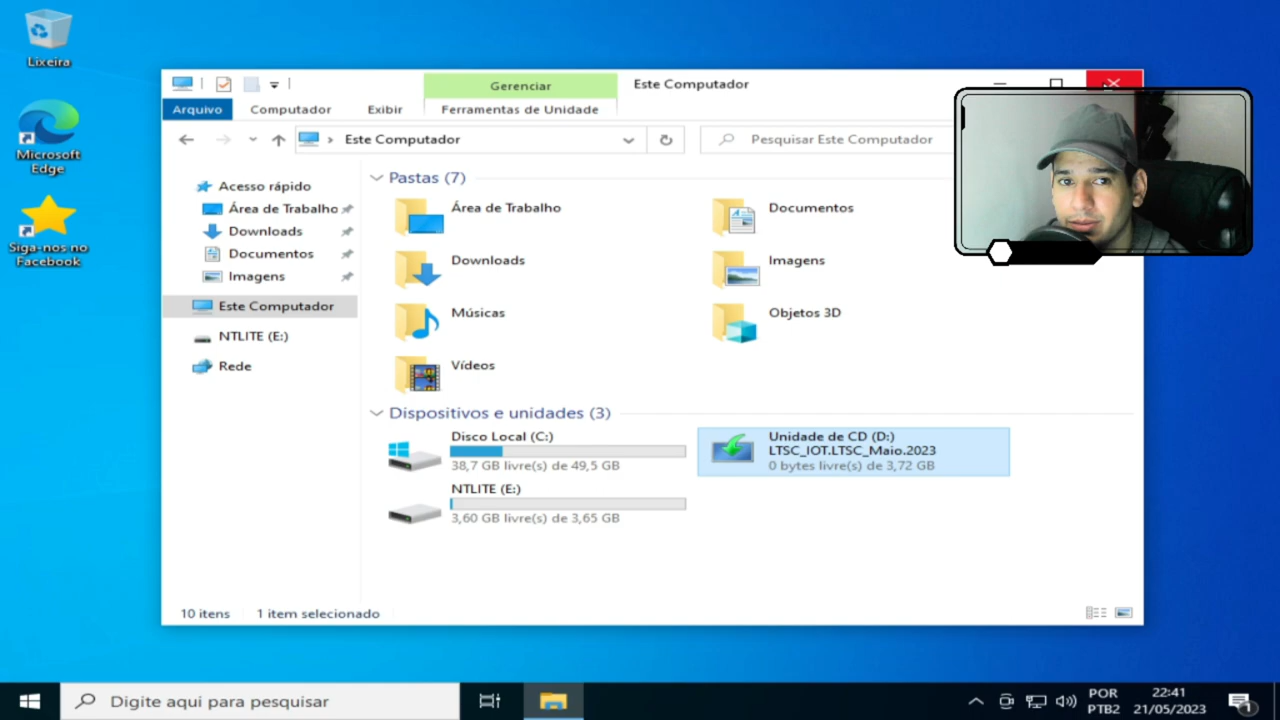 Lixeira
Microsoft
Edge
Siga-nos no
Facebook
Gerenciar
Este Computador
Arquivo
Computador
Exibir
Ferramentas de Unidade
Este Computador
Pesquisar Este Computador
Acesso rápido
Área de Trabalho
Downloads
Documentos
Imagens
Este Computador
NTLITE (E:)
Rede
Pastas (7)
Área de Trabalho
Documentos
Downloads
Imagens
Músicas
Objetos 3D
Vídeos
Dispositivos e unidades (3)
Disco Local (C:)
38,7 GB livre(s) de 49,5 GB
Unidade de CD (D:)
LTSC_IOT.LTSC_Maio.2023
0 bytes livre(s) de 3,72 GB
NTLITE (E:)
3,60 GB livre(s) de 3,65 GB
10 itens
1 item selecionado
Digite aqui para pesquisar
POR
PTB2
22:41
21/05/2023
1